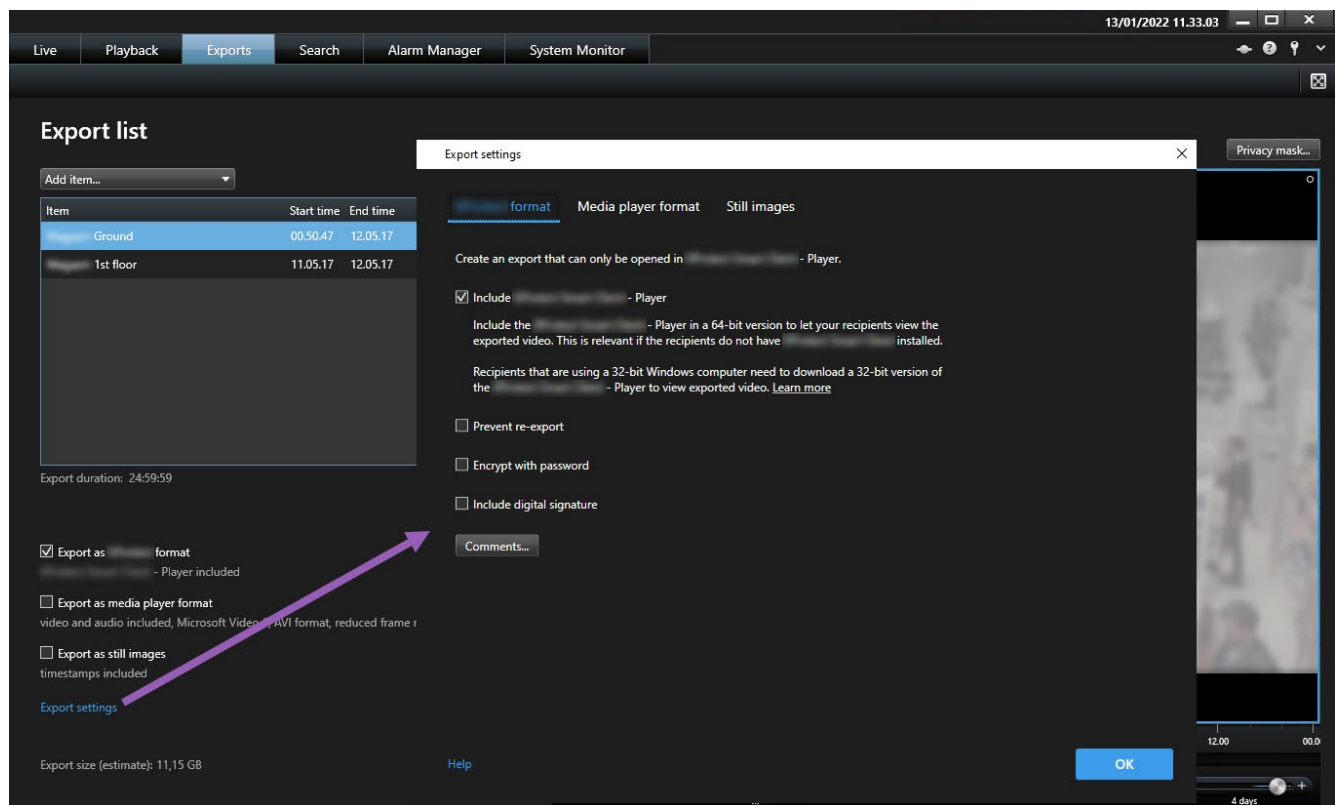 13/01/2022 11.33.03
Live Playback Exports Search Alarm Manager System Monitor
Export list
Privacy mask...
Add item...
Item Start time End time
Ground 00.50.47 12.05.17
1st floor 11.05.17 12.05.17
Export duration: 24:59:59
Export as format
- Player included
Export as media player format
video and audio included, Microsoft Video AVI format, reduced frame
Export as still images
timestamps included
Export settings
Export size (estimate): 11,15 GB
Export settings
format Media player format Still images
Create an export that can only be opened in - Player.
Include - Player
Include the - Player in a 64-bit version to let your recipients view the
exported video. This is relevant if the recipients do not have installed.
Recipients that are using a 32-bit Windows computer need to download a 32-bit version of
the - Player to view exported video. Learn more
Prevent re-export
Encrypt with password
Include digital signature
Comments...
Help
OK
12.00 00.0
4 days